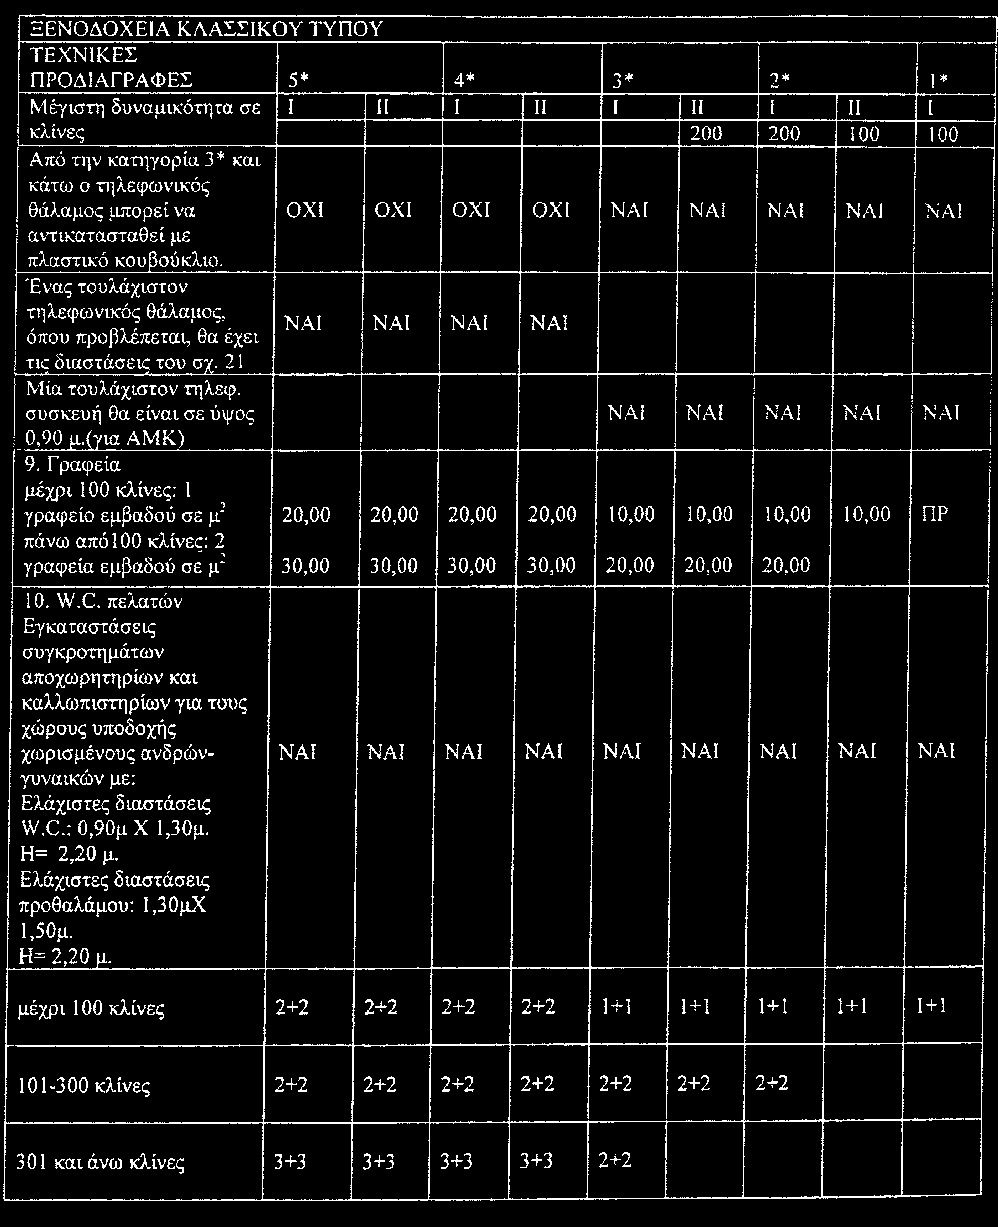 ΞΕΝΟΔΟΧΕΙΑ ΚΛΑΣΣΙΚΟΥ ΤΥΠΟΥ
ΤΕΧΝΙΚΕΣ
ΠΡΟΔΙΑΓΡΑΦΕΣ 5* 4* 3* 2* 1*
Μέγιστη δυναμικότητα σε I II I II I II I II I
κλίνες 200 200 100 100
Από την κατηγορία 3* και
κάτω ο τηλεφωνικός
θάλαμος μπορεί να ΟΧΙ ΟΧΙ ΟΧΙ ΟΧΙ ΝΑΙ ΝΑΙ ΝΑΙ ΝΑΙ ΝΑΙ
αντικατασταθεί με
πλαστικό κουβούκλιο.
Ένας τουλάχιστον
τηλεφωνικός θάλαμος, ΝΑΙ ΝΑΙ ΝΑΙ ΝΑΙ
όπου προβλέπεται, θα έχει
τις διαστάσεις του σχ. 21
Μία τουλάχιστον τηλεφ.
συσκευή θα είναι σε ύψος ΝΑΙ ΝΑΙ ΝΑΙ ΝΑΙ ΝΑΙ
0,90 μ.(για ΑΜΚ)
9. Γραφεία
μέχρι 100 κλίνες: 1
γραφείο εμβαδού σε μ² 20,00 20,00 20,00 20,00 10,00 10,00 10,00 10,00 ΠΡ
πάνω από100 κλίνες: 2
γραφεία εμβαδού σε μ² 30,00 30,00 30,00 30,00 20,00 20,00 20,00
10. W.C. πελατών
Εγκαταστάσεις
συγκροτημάτων
αποχωρητηρίων και
καλλωπιστηρίων για τους
χώρους υποδοχής
χωρισμένους ανδρών- ΝΑΙ ΝΑΙ ΝΑΙ ΝΑΙ ΝΑΙ ΝΑΙ ΝΑΙ ΝΑΙ ΝΑΙ
γυναικών με:
Ελάχιστες διαστάσεις
W.C.: 0,90μ Χ 1,30μ.
Η= 2,20 μ.
Ελάχιστες διαστάσεις
προθαλάμου: 1,30μΧ
1,50μ.
Η= 2,20 μ.
μέχρι 100 κλίνες 2+2 2+2 2+2 2+2 1+1 1+1 1+1 1+1 1+1
101-300 κλίνες 2+2 2+2 2+2 2+2 2+2 2+2 2+2
301 και άνω κλίνες 3+3 3+3 3+3 3+3 2+2